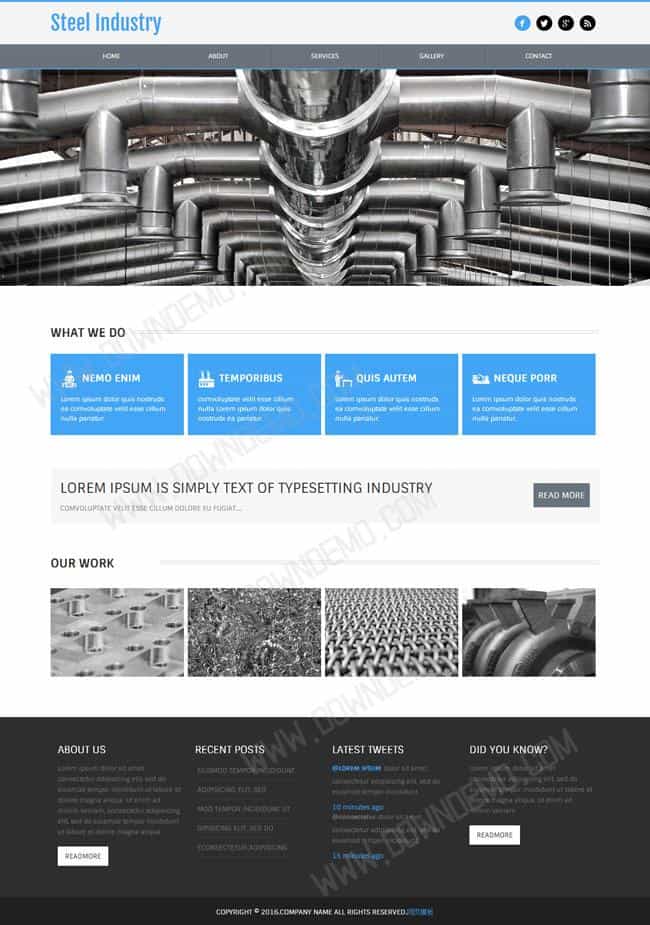 Steel Industry
HOME ABOUT SERVICES GALLERY CONTACT
WHAT WE DO
NEMO ENIM
Lorem ipsum dolor quis nostruds
ea comvoluptate velit esse cillum
nulla pariatur.
TEMPORIBUS
comvoluptate velit esse cillum
nulla Lorem ipsum dolor quis
nostruds ea pariatur.
QUIS AUTEM
Lorem ipsum dolor quis nostruds
ea comvoluptate velit esse cillum
nulla pariatur.
NEQUE PORR
Lorem ipsum dolor quis nostruds
ea comvoluptate velit esse cillum
nulla pariatur.
LOREM IPSUM IS SIMPLY TEXT OF TYPESETTING INDUSTRY
COMVOLUPTATE VELIT ESSE CILLUM DOLORE EU FUGIAT....
READ MORE
OUR WORK
ABOUT US
Lorem ipsum dolor sit amet,
consectetur adipisicing elit, sed do
eiusmod tempor incididunt ut labore et
dolore magna aliqua. Ut enim ad
minim veniam, consectetur adipisicing
elit, sed do eiusmod tempor incididunt
ut labore et dolore magna aliqua.
READMORE
RECENT POSTS
EIUSMOD TEMPOR INCIDIDUNT
ADIPISICING ELIT, SED
MOD TEMPOR INCIDIDUNT UT
DIPISICING ELIT, SED DO
ECONSECTETUR ADIPISICING
LATEST TWEETS
@LOREM IPSUM dolor sit amet,
consectetur adipisicing elit, sed do
eiusmod tempor incididunt
10 minutes ago
@consectetur dolor sit amet,
consectetur adipisicing elit, sed do
eiusmod tempor incididunt
15 minutes ago
DID YOU KNOW?
Lorem ipsum dolor sit amet,
consectetur adipisicing elit, sed do
eiusmod tempor incididunt ut labore et
dolore magna aliqua. Ut enim ad
minim veniam
READMORE
COPYRIGHT © 2016.COMPANY NAME ALL RIGHTS RESERVED.网页模板
WWW.DOWNDEMO.COM
WWW.DOWNDEMO.COM
WWW.DOWNDEMO.COM